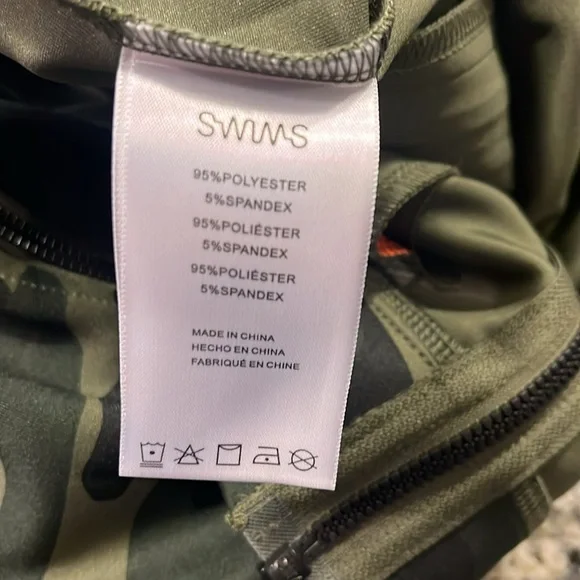 SWIMS
95%POLYESTER
5%SPANDEX
95%POLIÉSTER
5%SPANDEX
95%POLIÉSTER
5%SPANDEX
MADE IN CHINA
HECHO EN CHINA
FABRIQUÉ EN CHINE